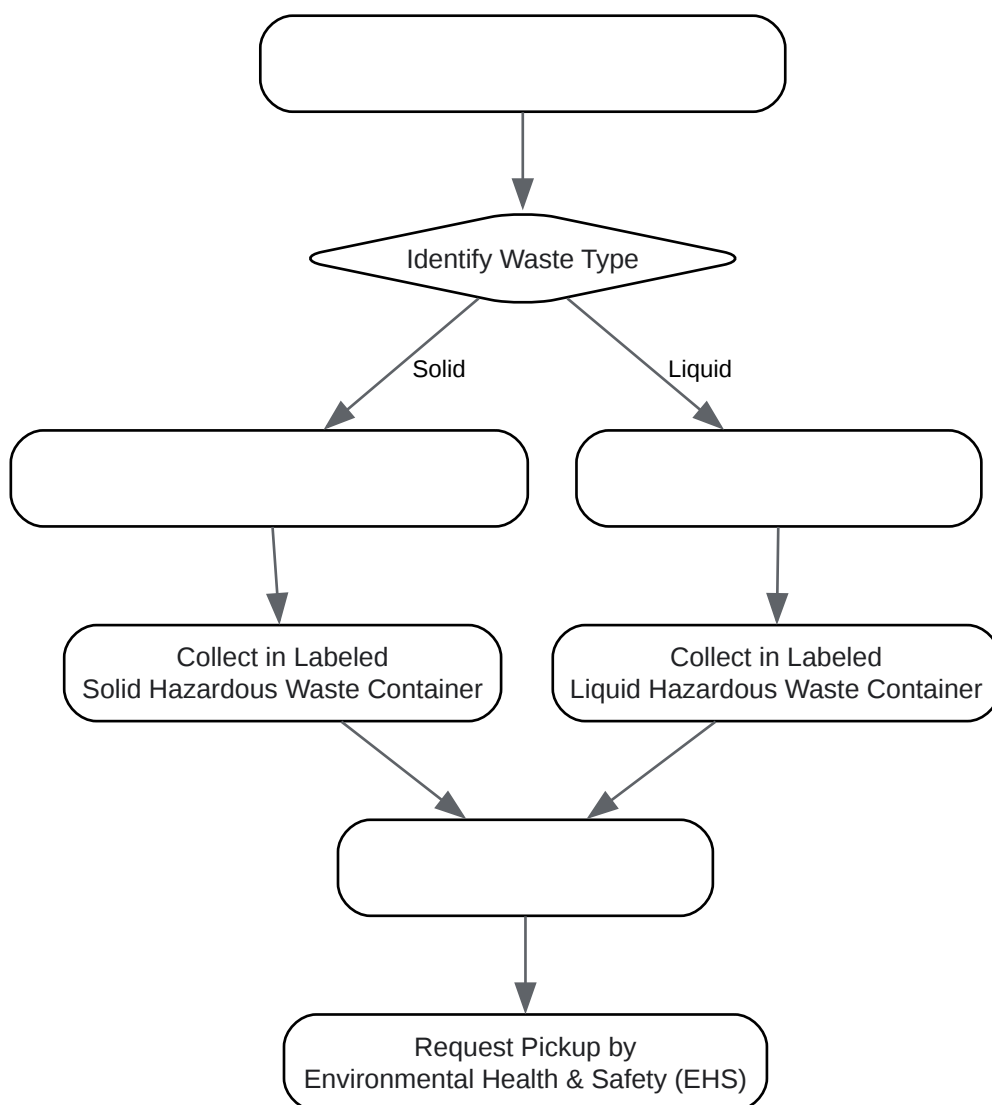 Identify Waste Type
Solid
Liquid
Collect in Labeled
Solid Hazardous Waste Container
Collect in Labeled
Liquid Hazardous Waste Container
Request Pickup by
Environmental Health & Safety (EHS)